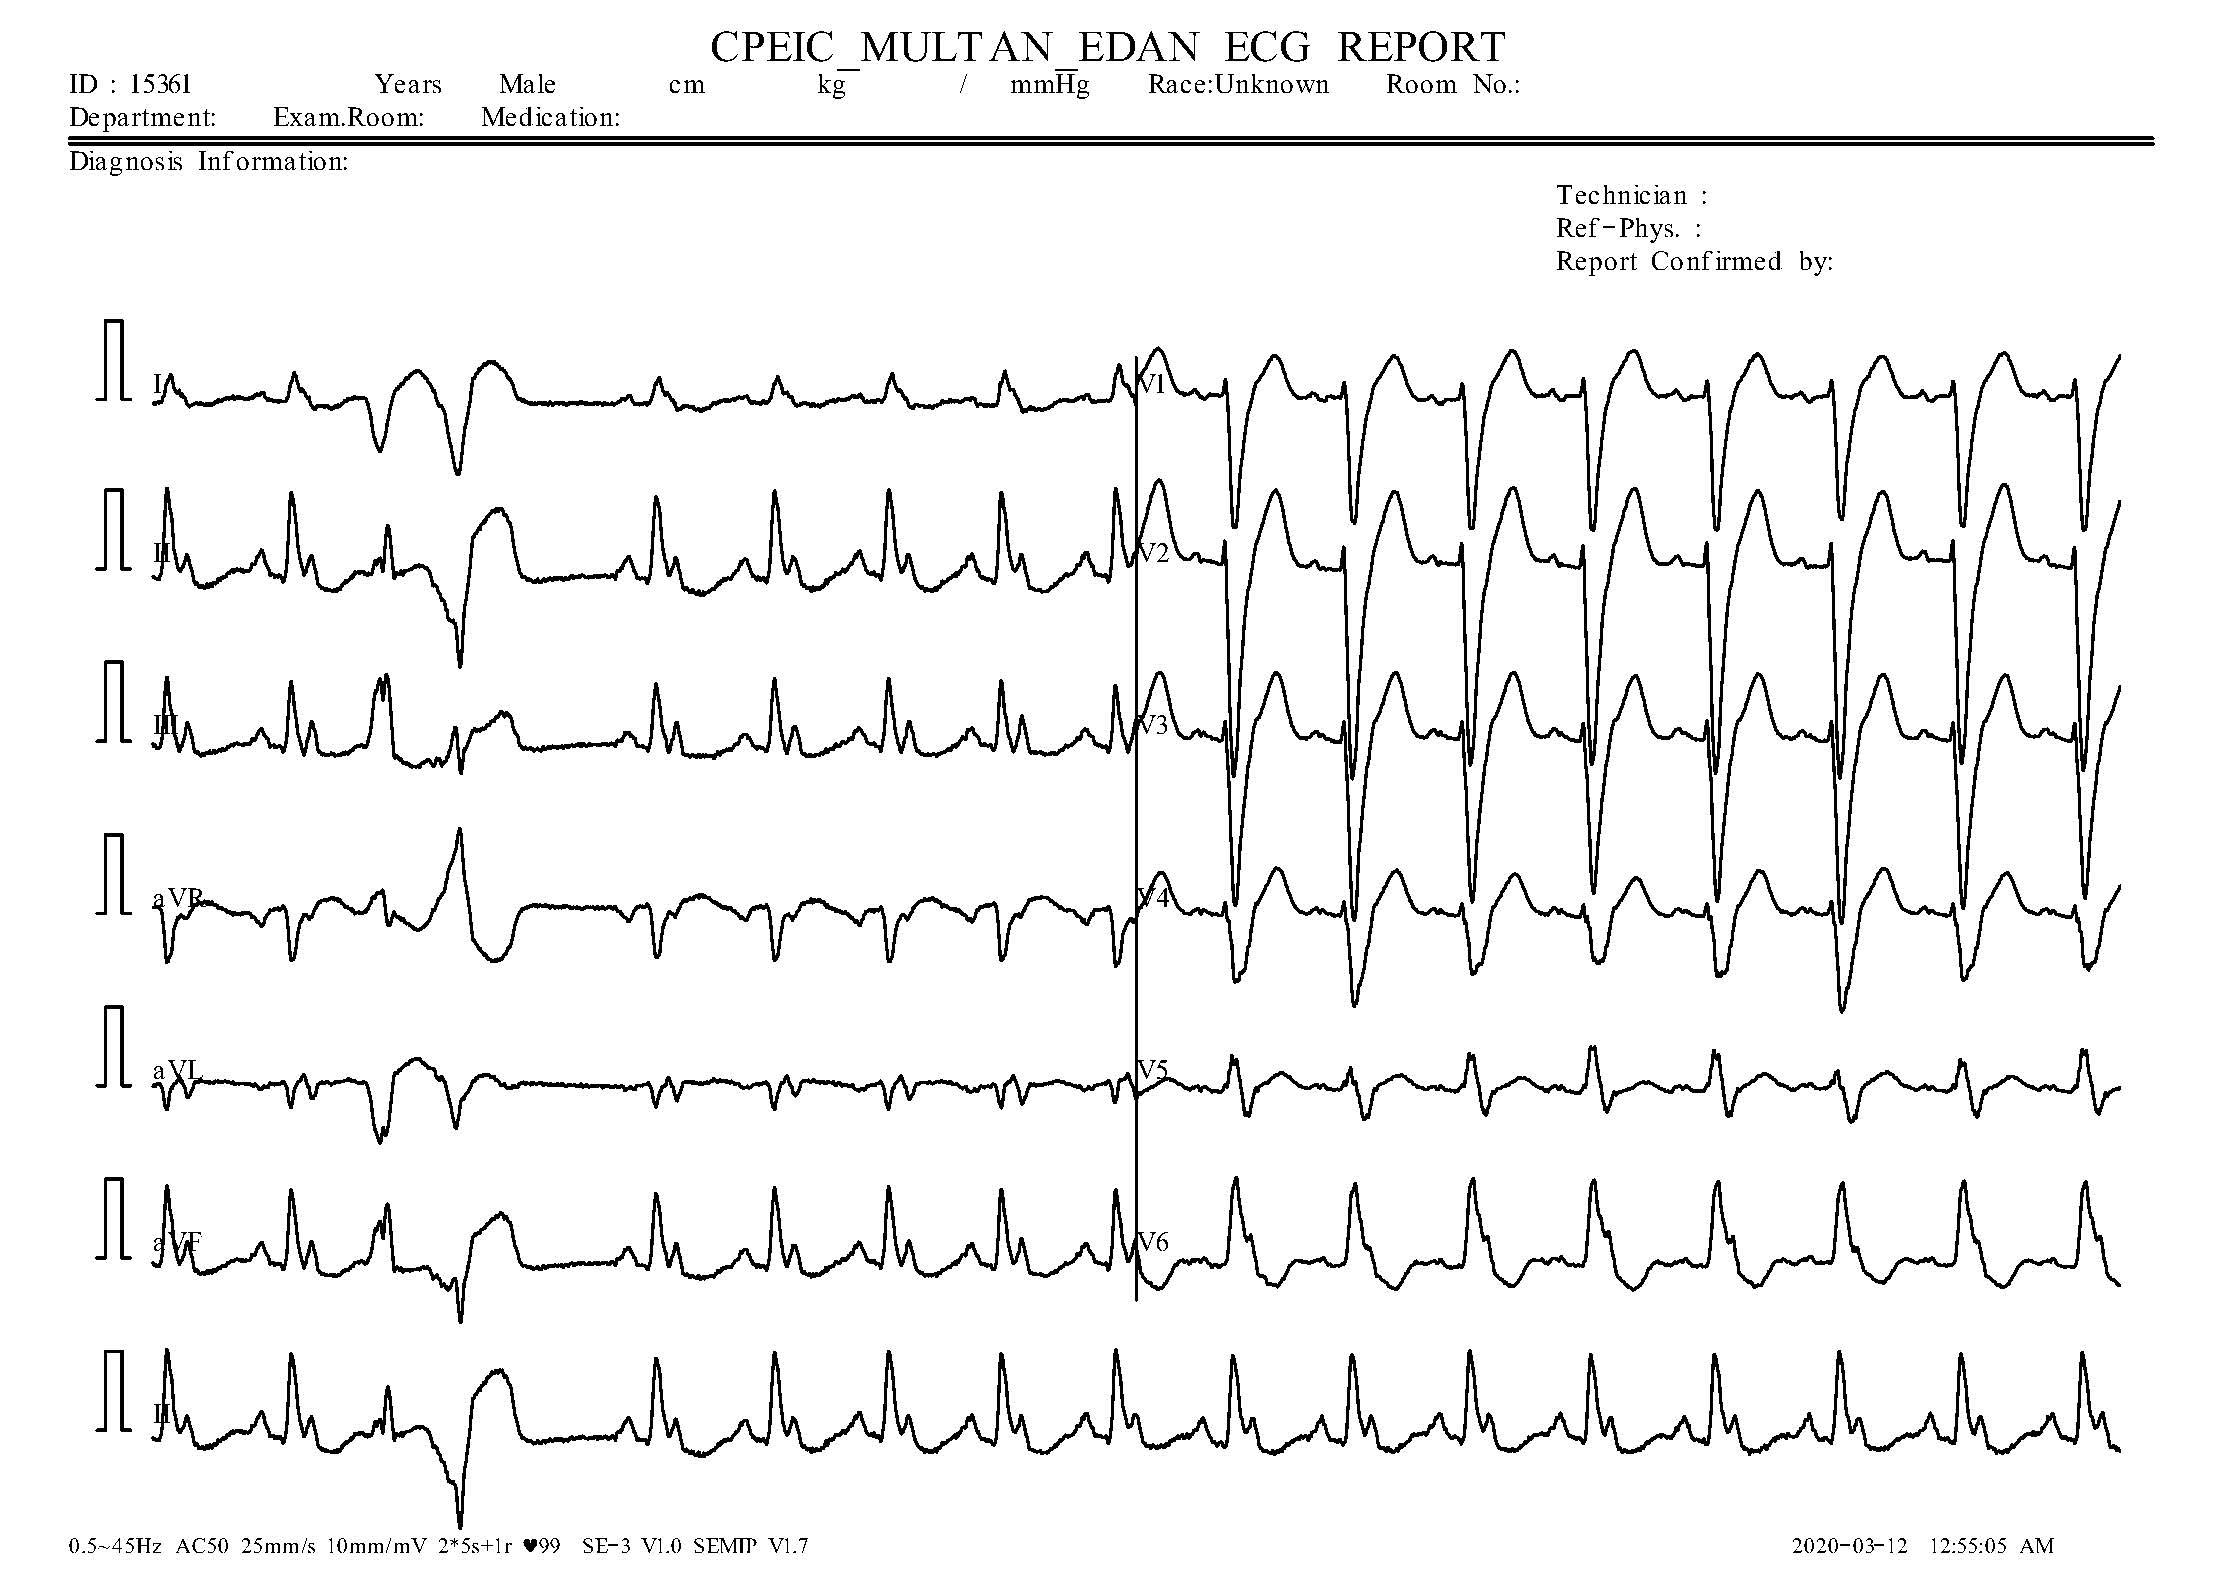 CPEIC_MULTAN_EDAN ECG REPORT
ID : 15361 Years Male cm kg / mmHg Race:Unknown Room No.:
Department: Exam.Room: Medication:
Diagnosis Information:
Technician :
Ref-Phys. :
Report Confirmed by:
I V1
II V2
III V3
aVR V4
aVL V5
aVF V6
II
0.5~45Hz AC50 25mm/s 10mm/mV 2*5s+1r ♥99 SE-3 V1.0 SEMIP V1.7 2020-03-12 12:55:05 AM